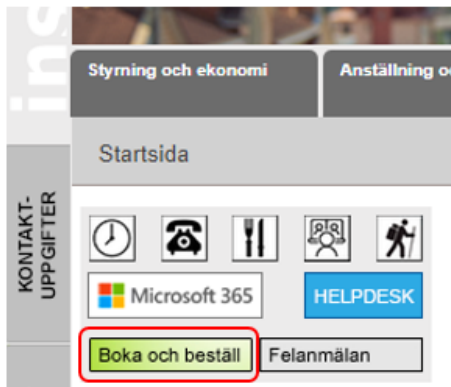 ins
Styrning och ekonomi
Anställning o
Startsida
KONTAKT-
UPPGIFTER
Microsoft 365
HELPDESK
Boka och beställ
Felanmälan